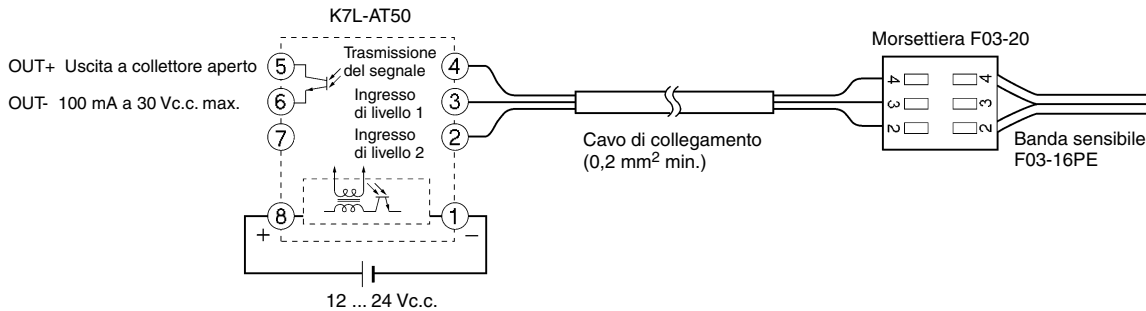 K7L-AT50
OUT+ Uscita a collettore aperto
5
Trasmissione
del segnale
4
OUT- 100 mA a 30 Vc.c. max.
6
Ingresso
di livello 1
3
7
Ingresso
di livello 2
2
8
1
+
−
12 ... 24 Vc.c.
Cavo di collegamento
(0,2 mm² min.)
Morsettiera F03-20
4
4
3
3
2
2
Banda sensibile
F03-16PE